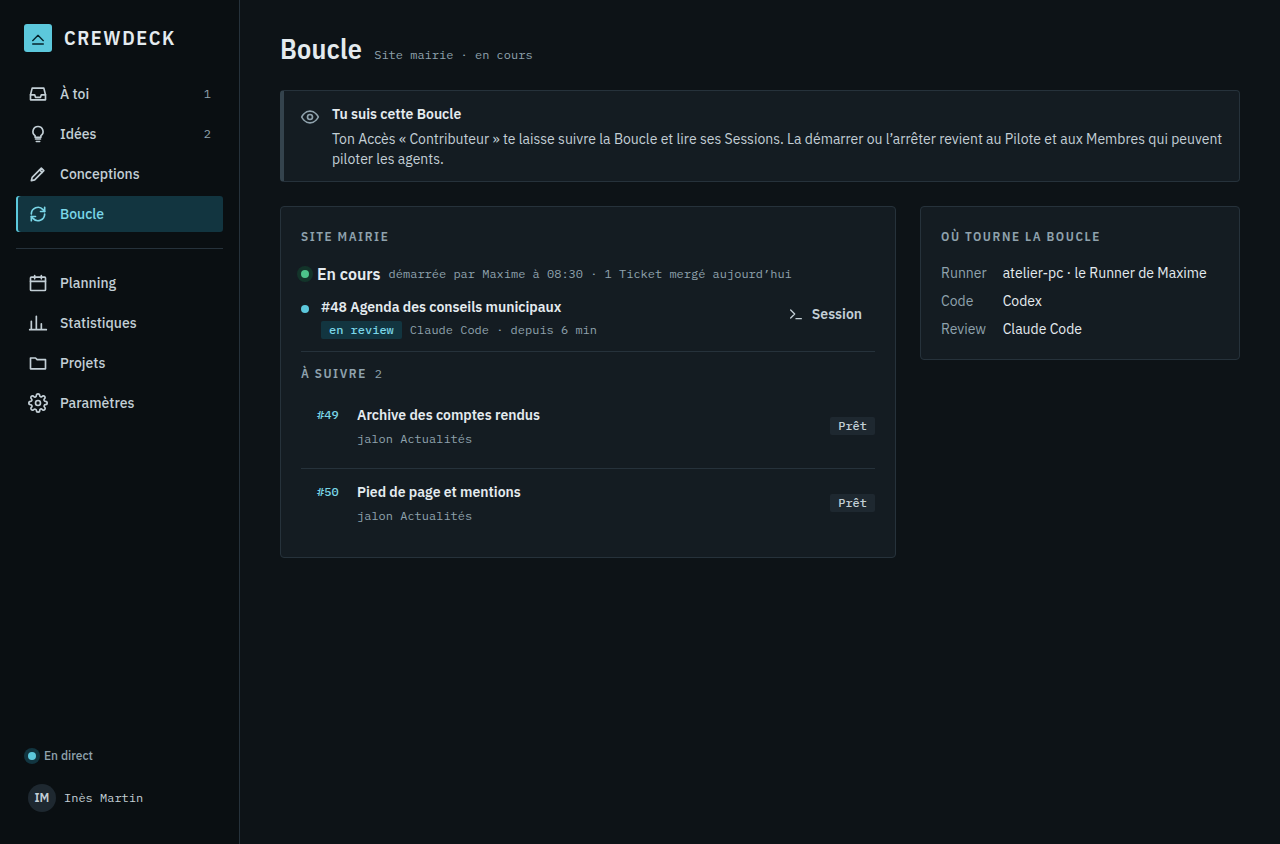 CREWDECK
À toi 1
Idées 2
Conceptions
Boucle
Planning
Statistiques
Projets
Paramètres
En direct
IM Inès Martin
Boucle Site mairie · en cours
Tu suis cette Boucle
Ton Accès « Contributeur » te laisse suivre la Boucle et lire ses Sessions. La démarrer ou l’arrêter revient au Pilote et aux Membres qui peuvent
piloter les agents.
SITE MAIRIE
En cours démarrée par Maxime à 08:30 · 1 Ticket mergé aujourd’hui
#48 Agenda des conseils municipaux
en review Claude Code · depuis 6 min
Session
À SUIVRE 2
#49 Archive des comptes rendus
jalon Actualités
Prêt
#50 Pied de page et mentions
jalon Actualités
Prêt
OÙ TOURNE LA BOUCLE
Runner atelier-pc · le Runner de Maxime
Code Codex
Review Claude Code